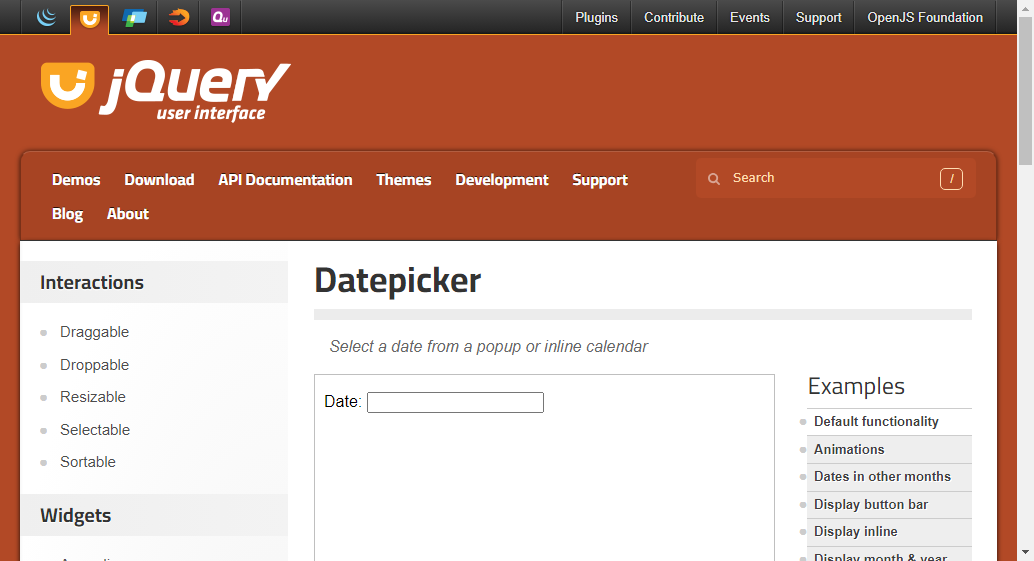 Plugins Contribute Events Support OpenJS Foundation
jQuery
user interface
Demos Download API Documentation Themes Development Support
Search /
Blog About
Interactions
Draggable
Droppable
Resizable
Selectable
Sortable
Widgets
Datepicker
Select a date from a popup or inline calendar
Date:
Examples
Default functionality
Animations
Dates in other months
Display button bar
Display inline
Display month & year